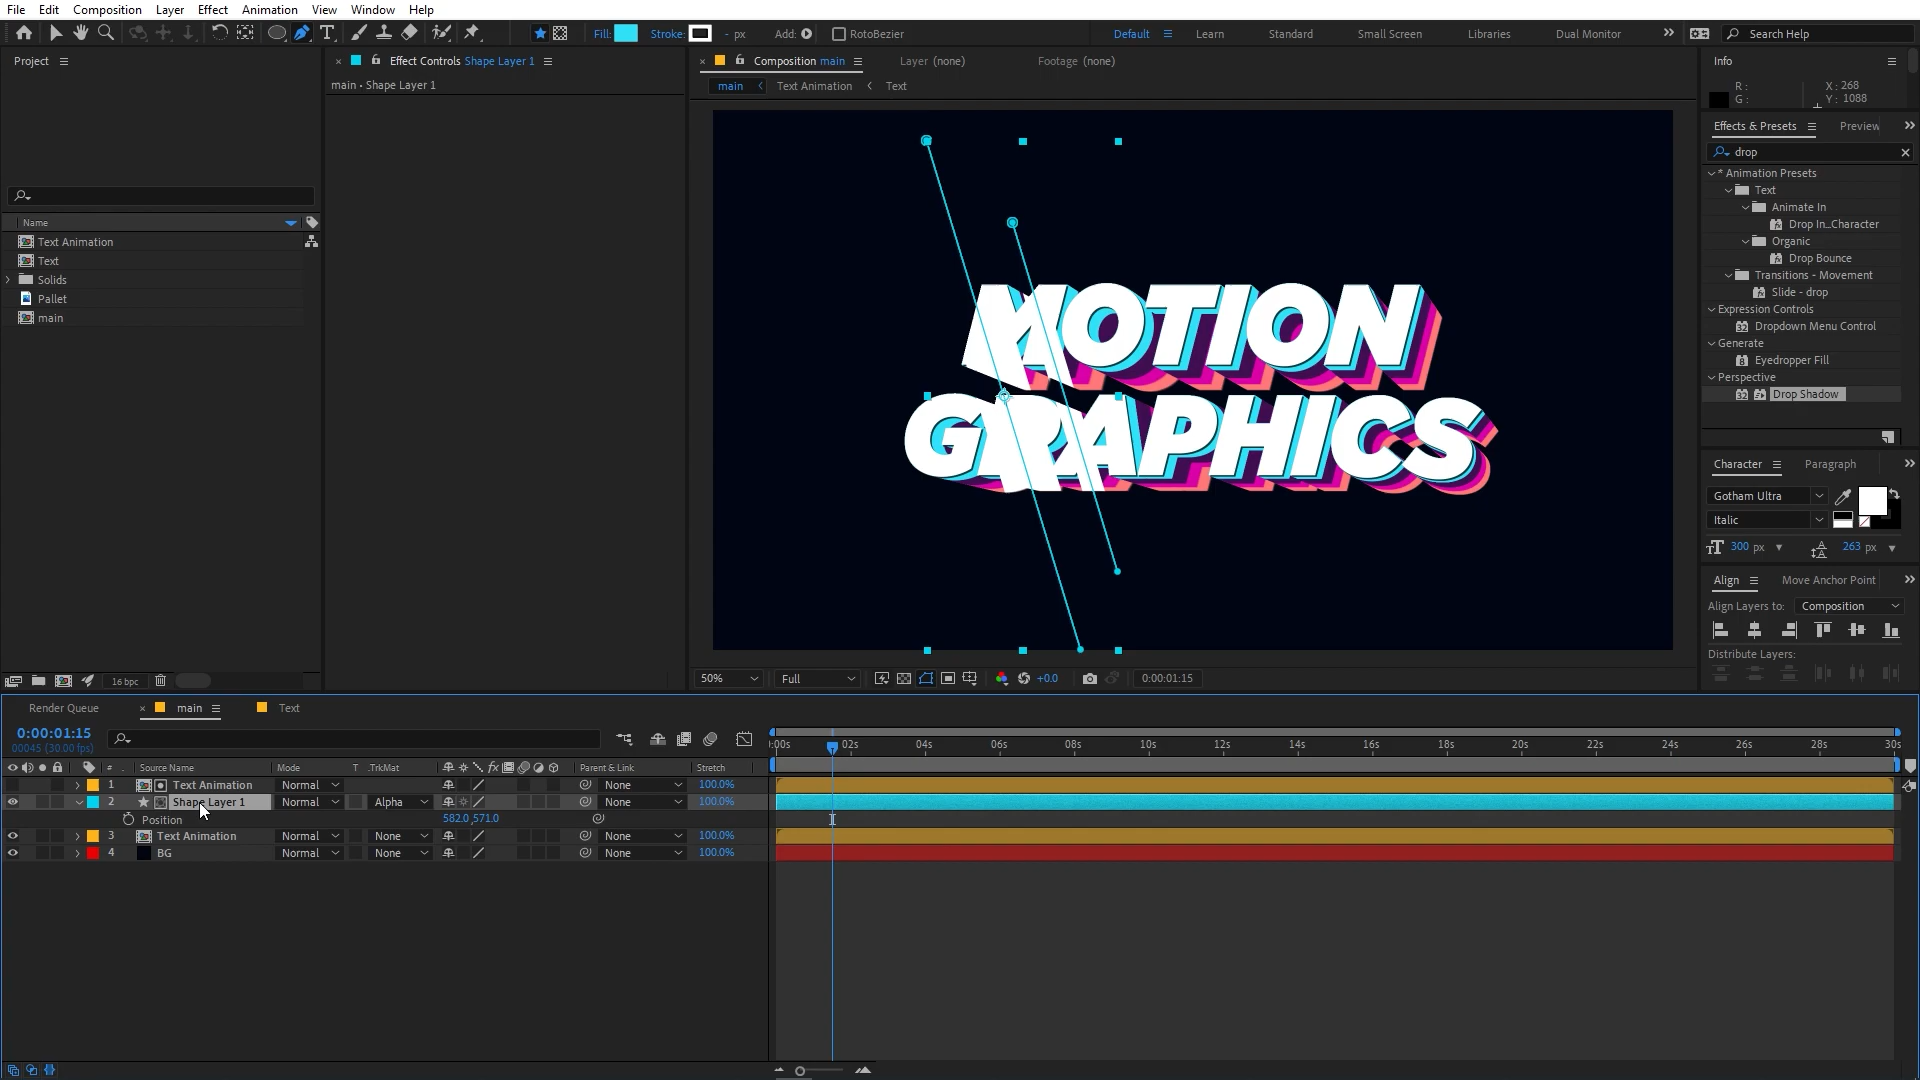 File Edit Composition Layer Effect Animation View Window Help
Fill: Stroke: - px Add: RotoBezier Default Learn Standard Small Screen Libraries Dual Monitor Search Help
Project
Effect Controls Shape Layer 1
main • Shape Layer 1
Composition main Layer (none) Footage (none)
main Text Animation Text
Info
R : X : 268
G : Y : 1088
Effects & Presets Preview
drop
* Animation Presets
Text
Animate In
Drop In...Character
Organic
Drop Bounce
Transitions - Movement
Slide - drop
Expression Controls
Dropdown Menu Control
Generate
Eyedropper Fill
Perspective
Drop Shadow
Name
Text Animation
Text
Solids
Pallet
main
MOTION
GRAPHICS
Character Paragraph
Gotham Ultra
Italic
300 px 263 px
Align Move Anchor Point
Align Layers to: Composition
Distribute Layers:
16 bpc
50% Full +0.0 0:00:01:15
Render Queue main Text
0:00:01:15
00045 (30.00 fps)
:00s 02s 04s 06s 08s 10s 12s 14s 16s 18s 20s 22s 24s 26s 28s 30s
# Source Name Mode T .TrkMat fx Parent & Link Stretch
1 Text Animation Normal None 100.0%
2 Shape Layer 1 Normal Alpha None 100.0%
Position 582.0,571.0
3 Text Animation Normal None None 100.0%
4 BG Normal None None 100.0%